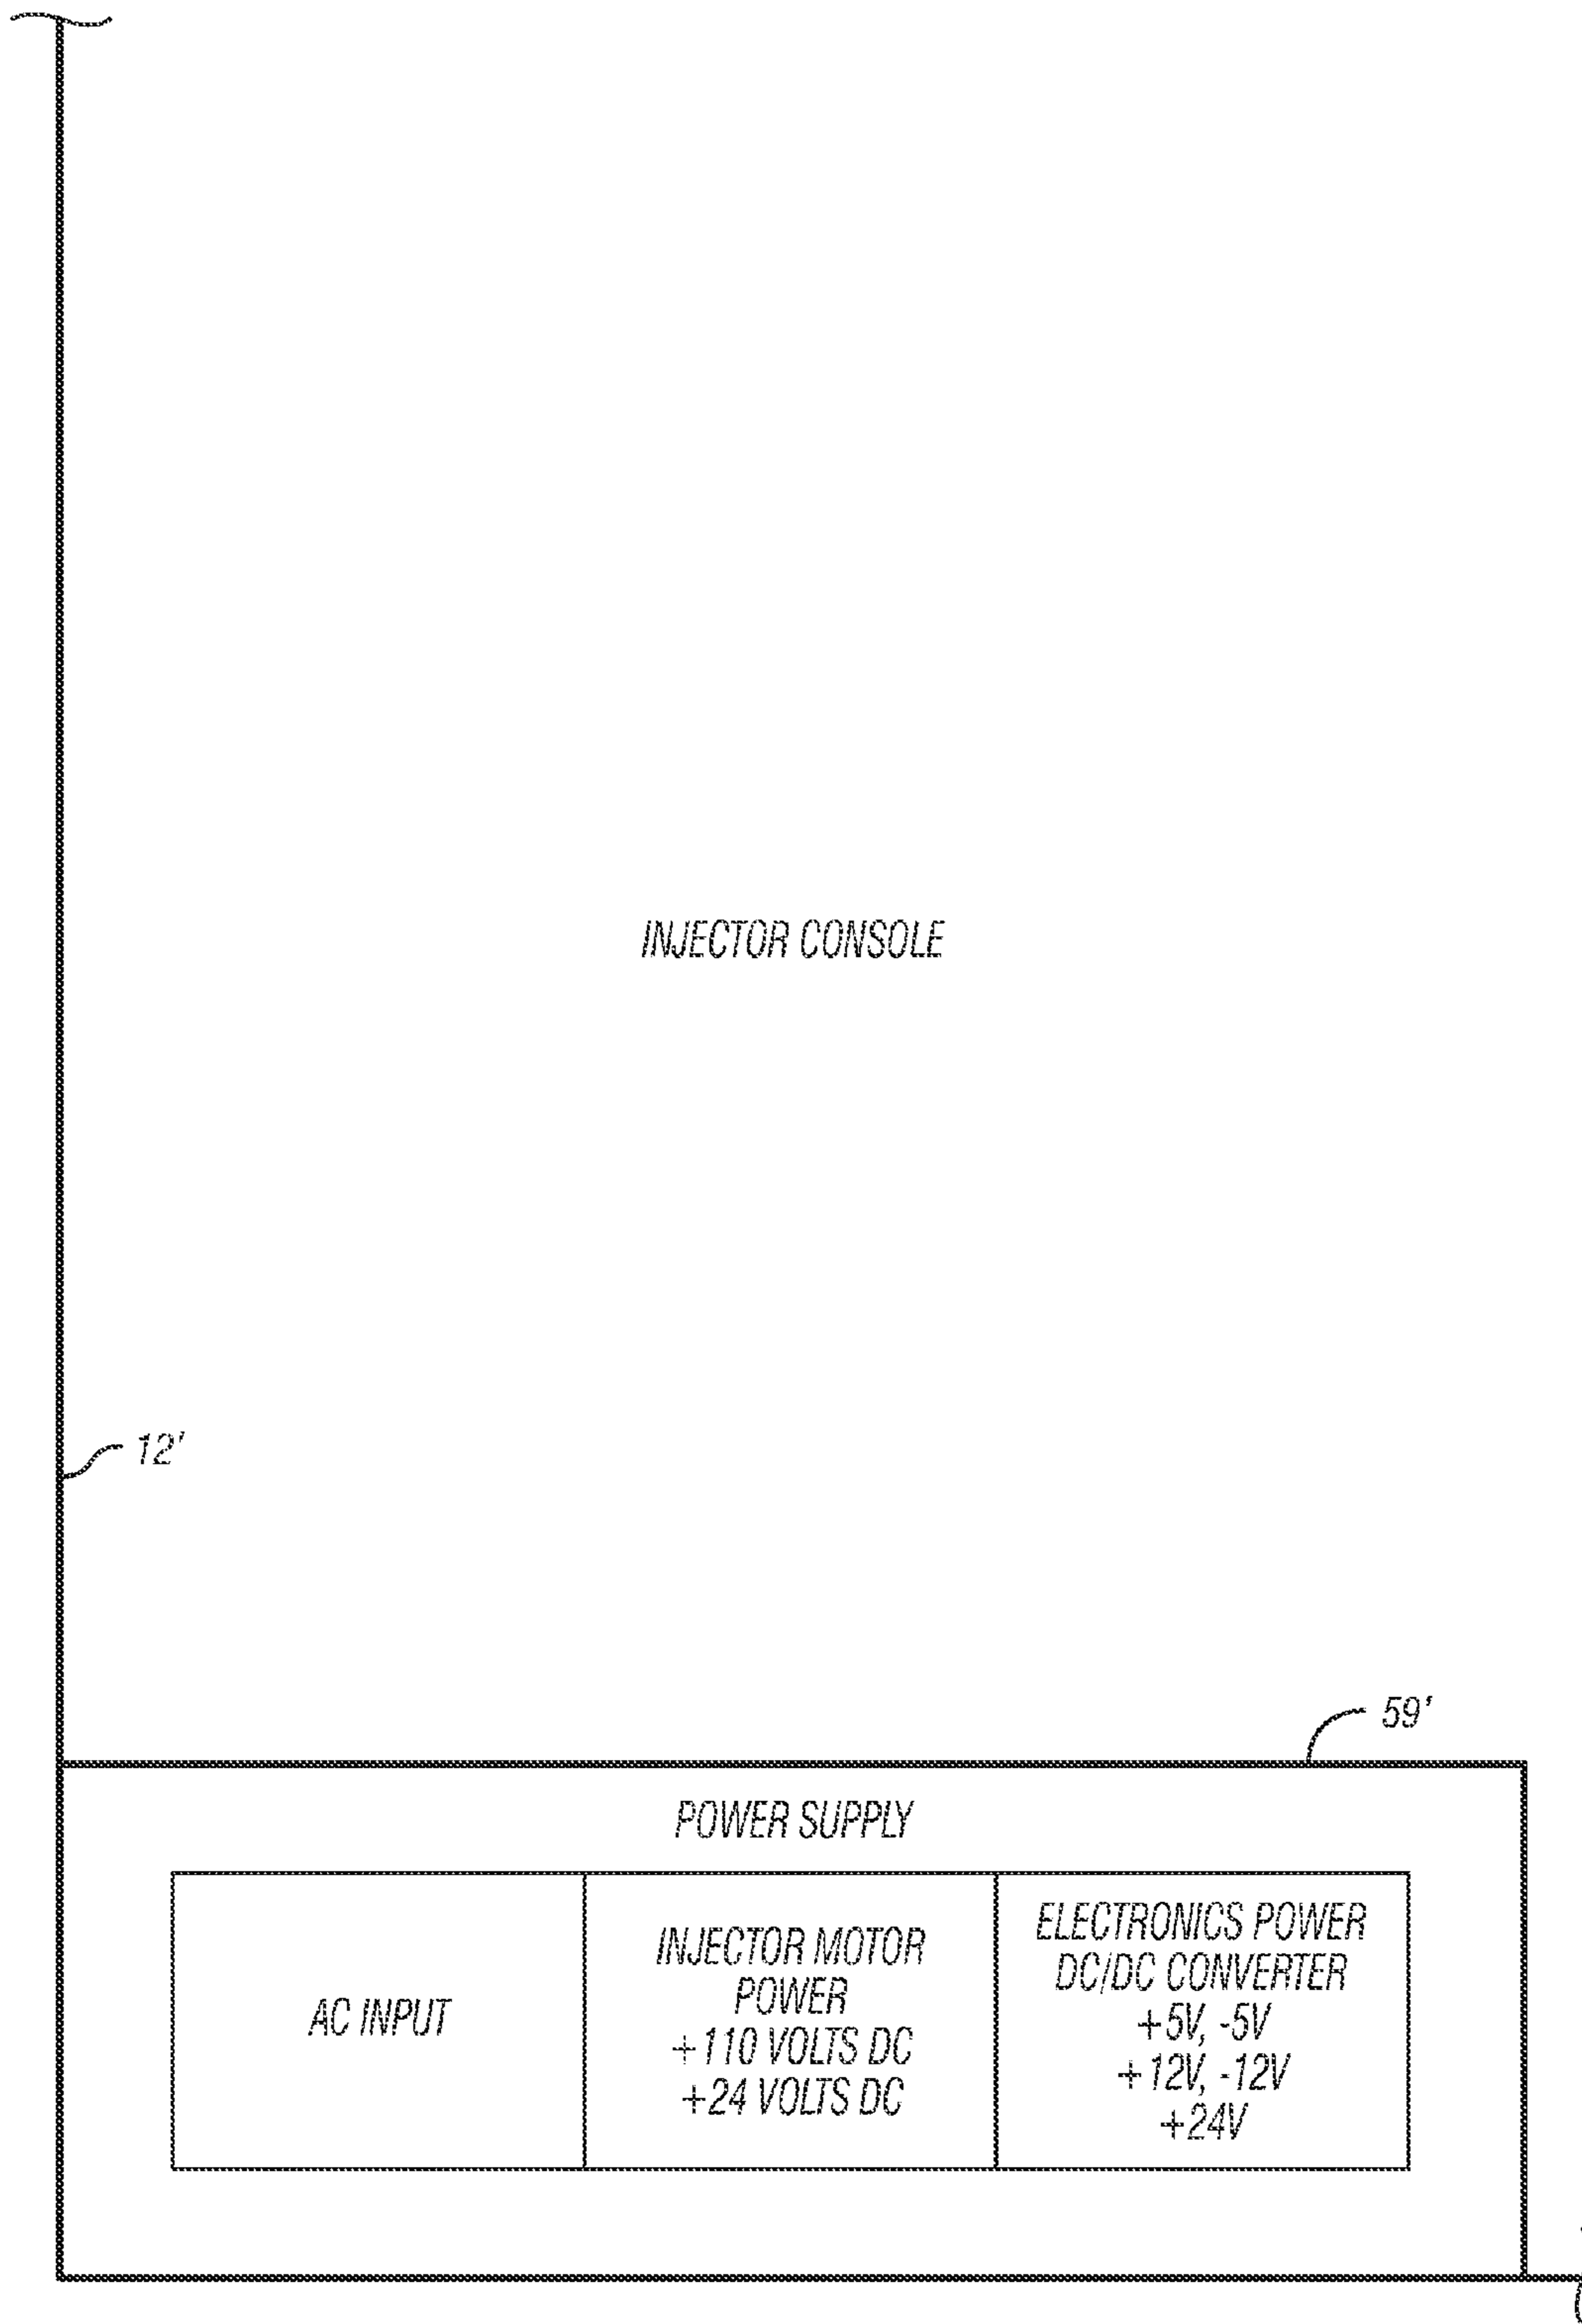 INJECTOR CONSOLE
12'
59'
POWER SUPPLY
AC INPUT
INJECTOR MOTOR
POWER
+110 VOLTS DC
+24 VOLTS DC
ELECTRONICS POWER
DC/DC CONVERTER
+5V, -5V
+12V, -12V
+24V